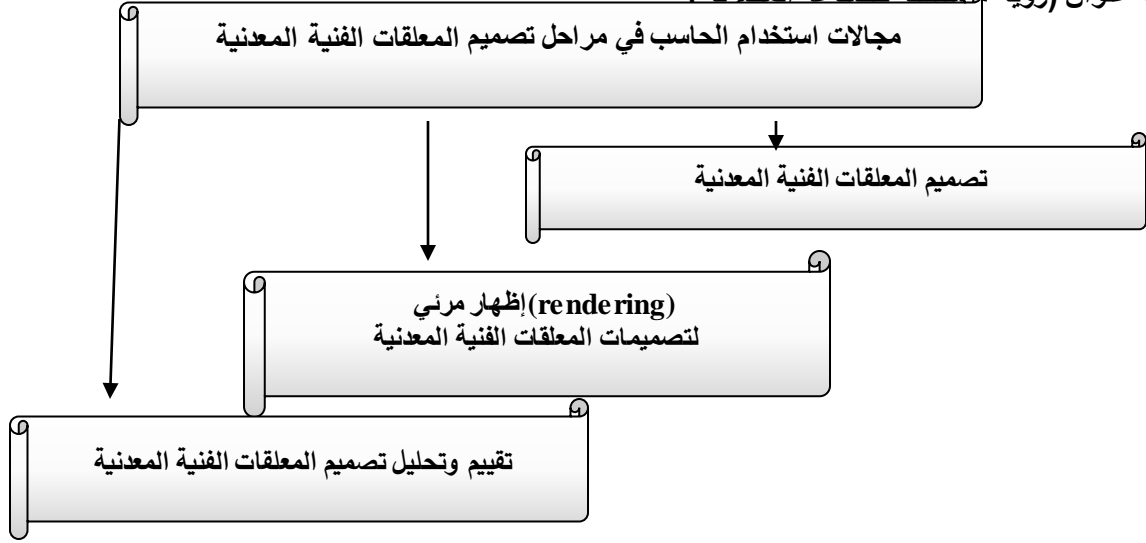 مجالات استخدام الحاسب في مراحل تصميم المعلقات الفنية المعدنية
تصميم المعلقات الفنية المعدنية
(rendering)إظهار مرئي
لتصميمات المعلقات الفنية المعدنية
تقييم وتحليل تصميم المعلقات الفنية المعدنية